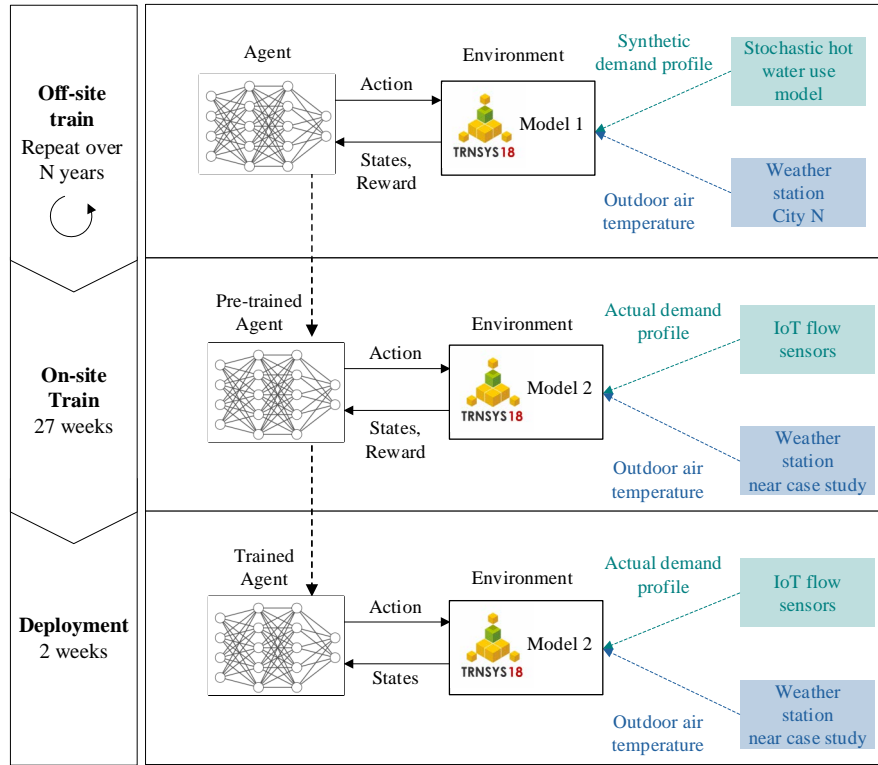 Off-site
train
Repeat over
N years
Agent
Action
States,
Reward
Environment
TRNSYS18
Model 1
Synthetic
demand profile
Stochastic hot
water use
model
Outdoor air
temperature
Weather
station
City N
On-site
Train
27 weeks
Pre-trained
Agent
Action
States,
Reward
Environment
TRNSYS18
Model 2
Actual demand
profile
IoT flow
sensors
Outdoor air
temperature
Weather
station
near case study
Deployment
2 weeks
Trained
Agent
Action
States
Environment
TRNSYS18
Model 2
Actual demand
profile
IoT flow
sensors
Outdoor air
temperature
Weather
station
near case study